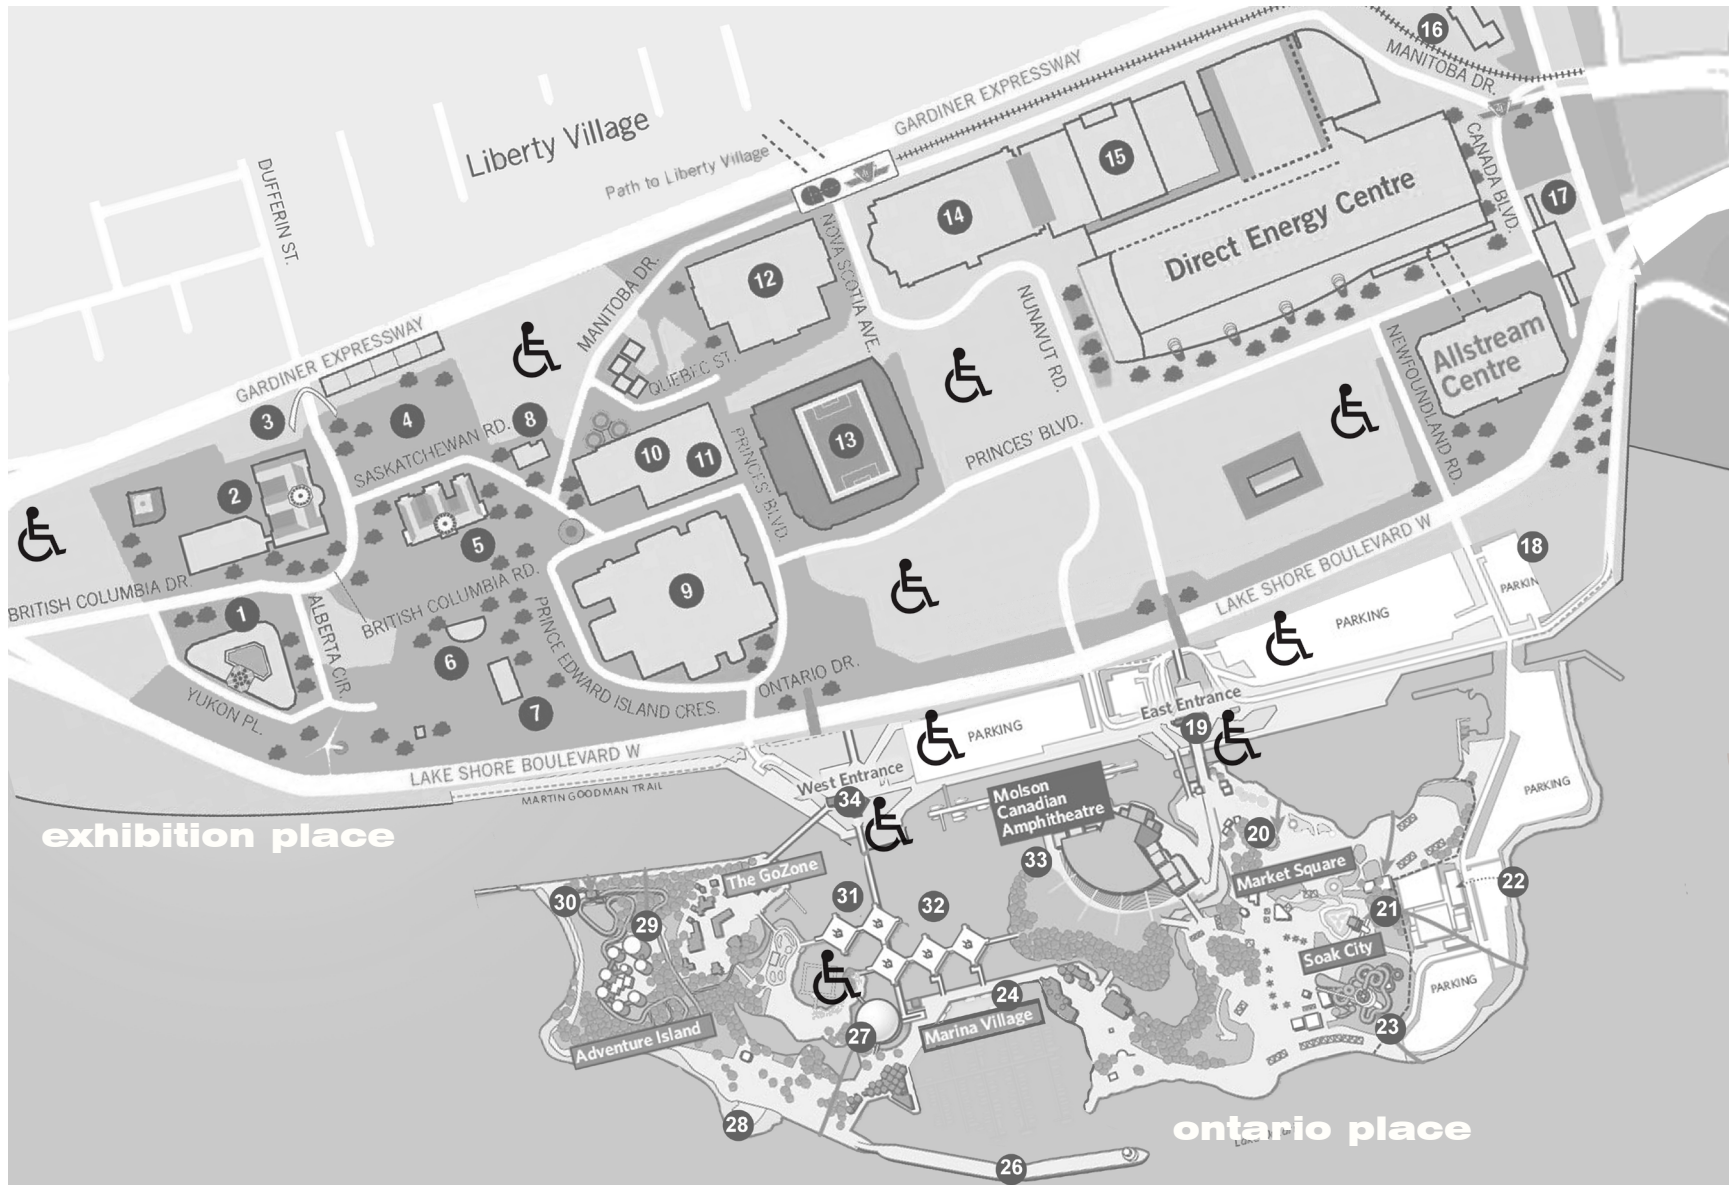 16
MANITOBA DR.
GARDINER EXPRESSWAY
Liberty Village
Path to Liberty Village
DUFFERIN ST.
15
CANADA BLVD.
14
Direct Energy Centre
17
NOVA SCOTIA AVE.
MANITOBA DR.
12
NUNAVUT RD.
GARDINER EXPRESSWAY
Allstream
Centre
NEWFOUNDLAND RD.
QUEBEC ST.
3
4
8
SASKATCHEWAN RD.
10
11
13
PRINCES' BLVD.
PRINCES' BLVD.
2
5
LAKE SHORE BOULEVARD W
18
BRITISH COLUMBIA DR.
9
1
ALBERTA CIR.
BRITISH COLUMBIA RD.
PRINCE EDWARD ISLAND CRES.
PARKIN
PARKING
6
7
YUKON PL.
ONTARIO DR.
East Entrance
19
PARKING
LAKE SHORE BOULEVARD W
MARTIN GOODMAN TRAIL
West Entrance
34
PARKING
Molson
Canadian
Amphitheatre
exhibition place
20
33
The GoZone
Market Square
22
30
31
32
29
21
Soak City
PARKING
24
Marina Village
27
23
Adventure Island
28
ontario place
26